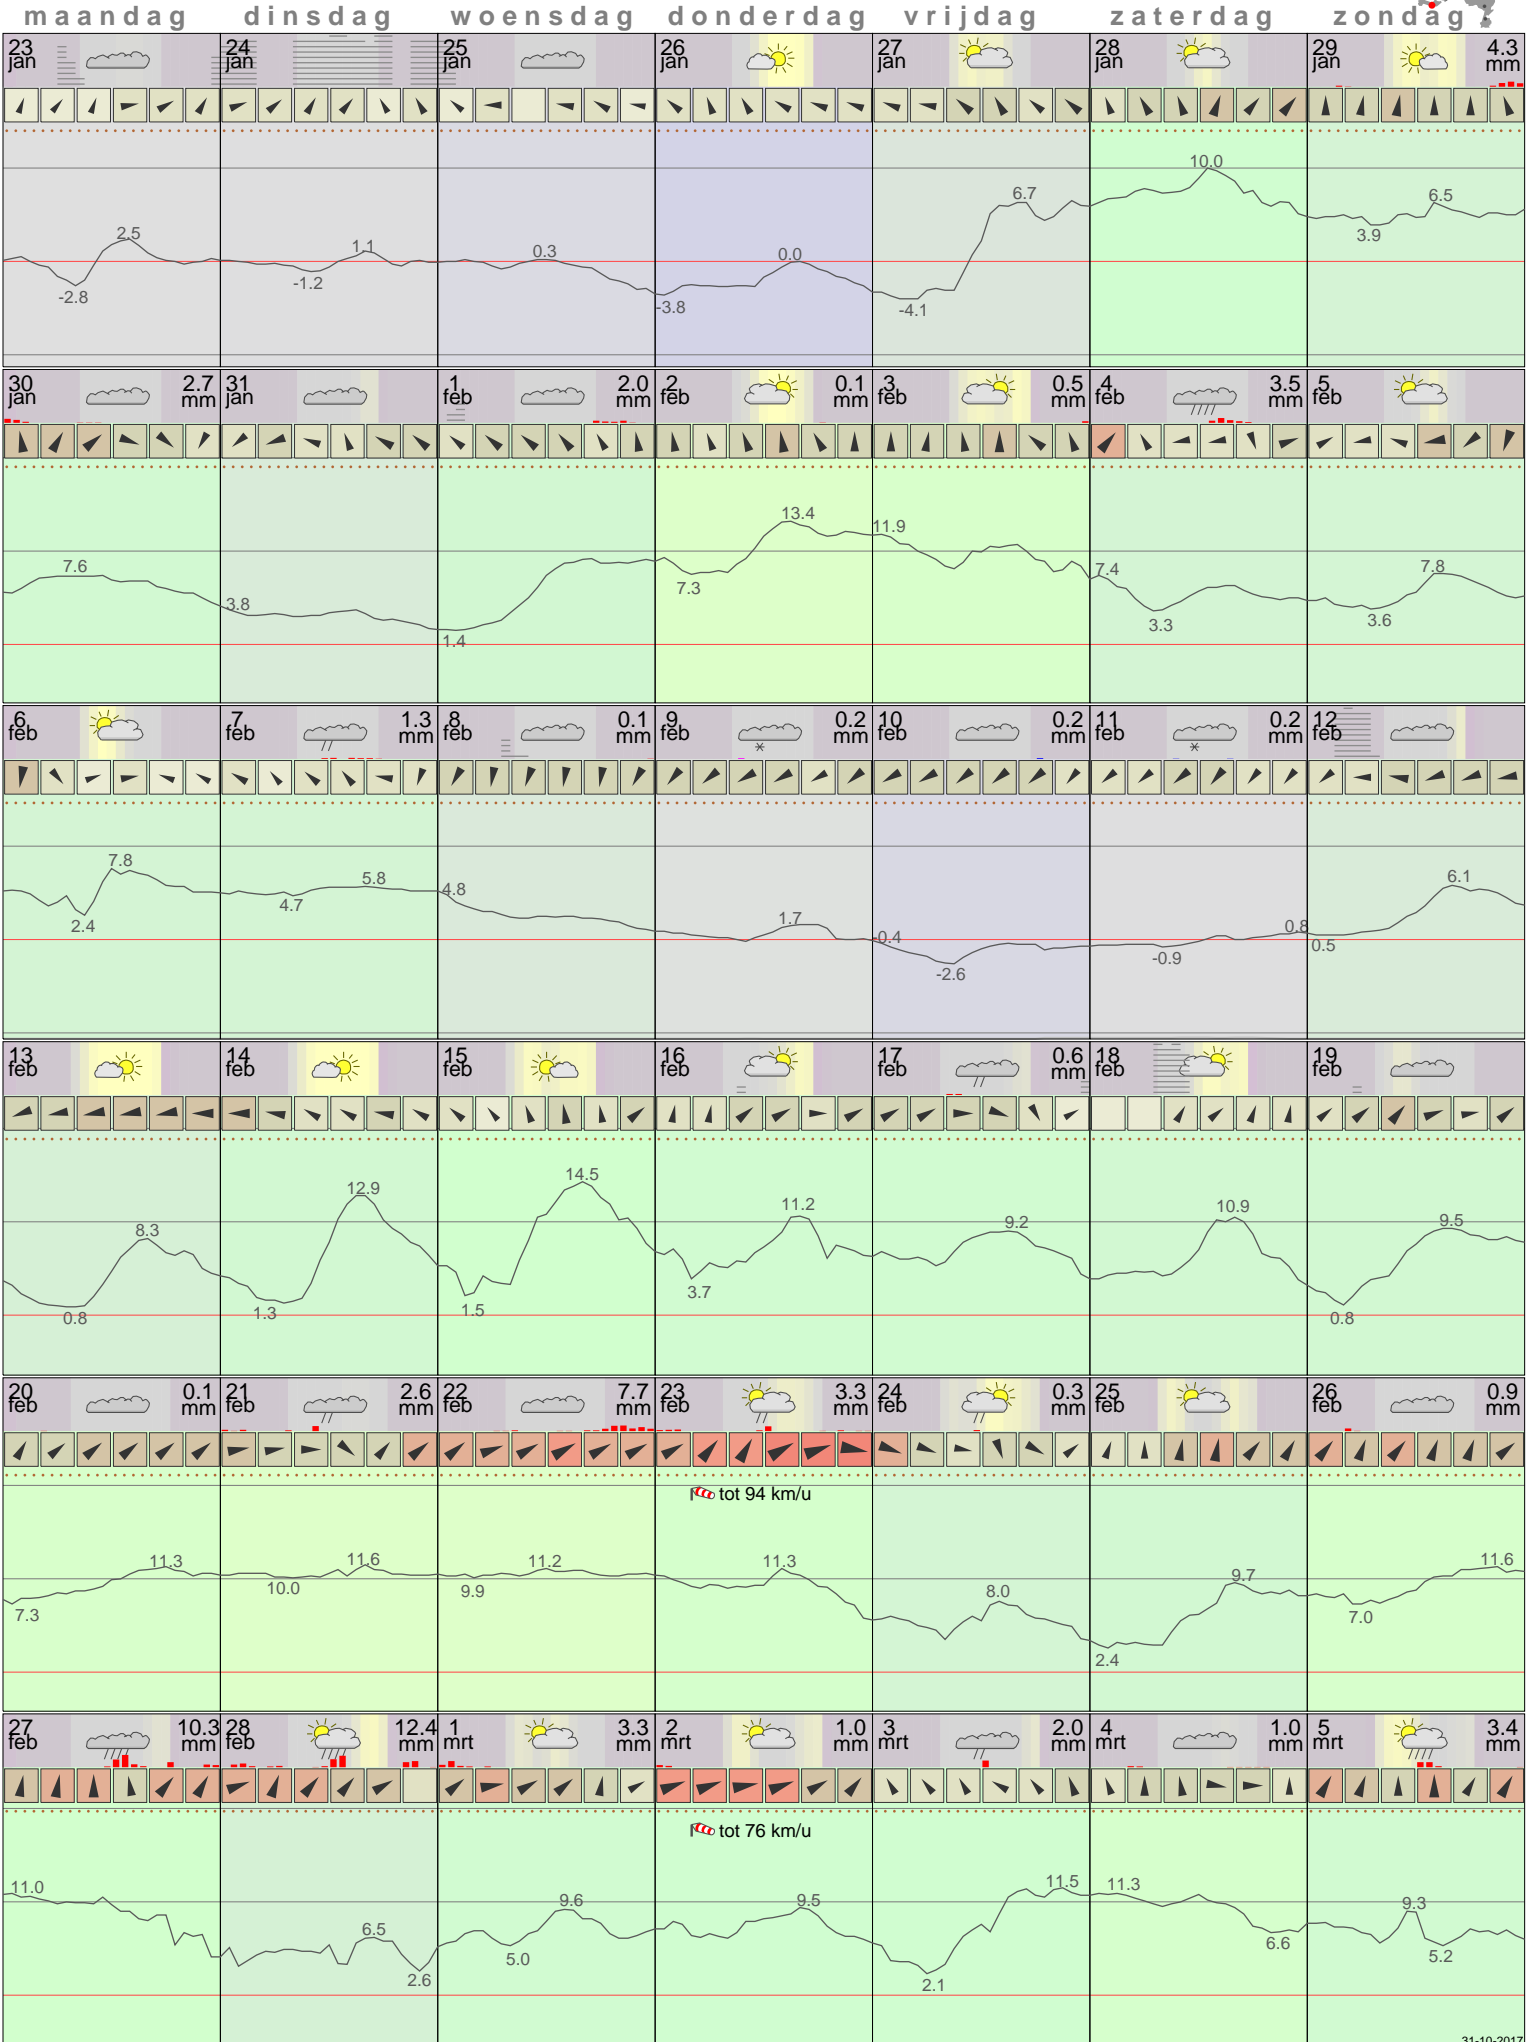 maandag dinsdag woensdag donderdag vrijdag zaterdag zondag
23 jan 24 jan 25 jan 26 jan 27 jan 28 jan 29 jan 4.3 mm
2.5 -2.8 1.1 -1.2 0.3 0.0 -3.8 6.7 -4.1 10.0 6.5 3.9
30 jan 2.7 mm 31 jan 1 feb 2.0 mm 2 feb 0.1 mm 3 feb 0.5 mm 4 feb 3.5 mm 5 feb
7.6 3.8 1.4 13.4 7.3 11.9 7.4 3.3 7.8 3.6
6 feb 7 feb 1.3 mm 8 feb 0.1 mm 9 feb 0.2 mm 10 feb 0.2 mm 11 feb 0.2 mm 12 feb
7.8 2.4 5.8 4.7 4.8 1.7 -0.4 -2.6 0.8 -0.9 6.1 0.5
13 feb 14 feb 15 feb 16 feb 17 feb 0.6 mm 18 feb 19 feb
8.3 0.8 12.9 1.3 14.5 1.5 11.2 3.7 9.2 10.9 9.5 0.8
20 feb 0.1 mm 21 feb 2.6 mm 22 feb 7.7 mm 23 feb 3.3 mm 24 feb 0.3 mm 25 feb 26 feb 0.9 mm
tot 94 km/u
11.3 7.3 11.6 10.0 11.2 9.9 11.3 8.0 9.7 2.4 11.6 7.0
27 feb 10.3 mm 28 feb 12.4 mm 1 mrt 3.3 mm 2 mrt 1.0 mm 3 mrt 2.0 mm 4 mrt 1.0 mm 5 mrt 3.4 mm
tot 76 km/u
11.0 6.5 2.6 9.6 5.0 9.5 11.5 2.1 11.3 6.6 9.3 5.2
31-10-2017